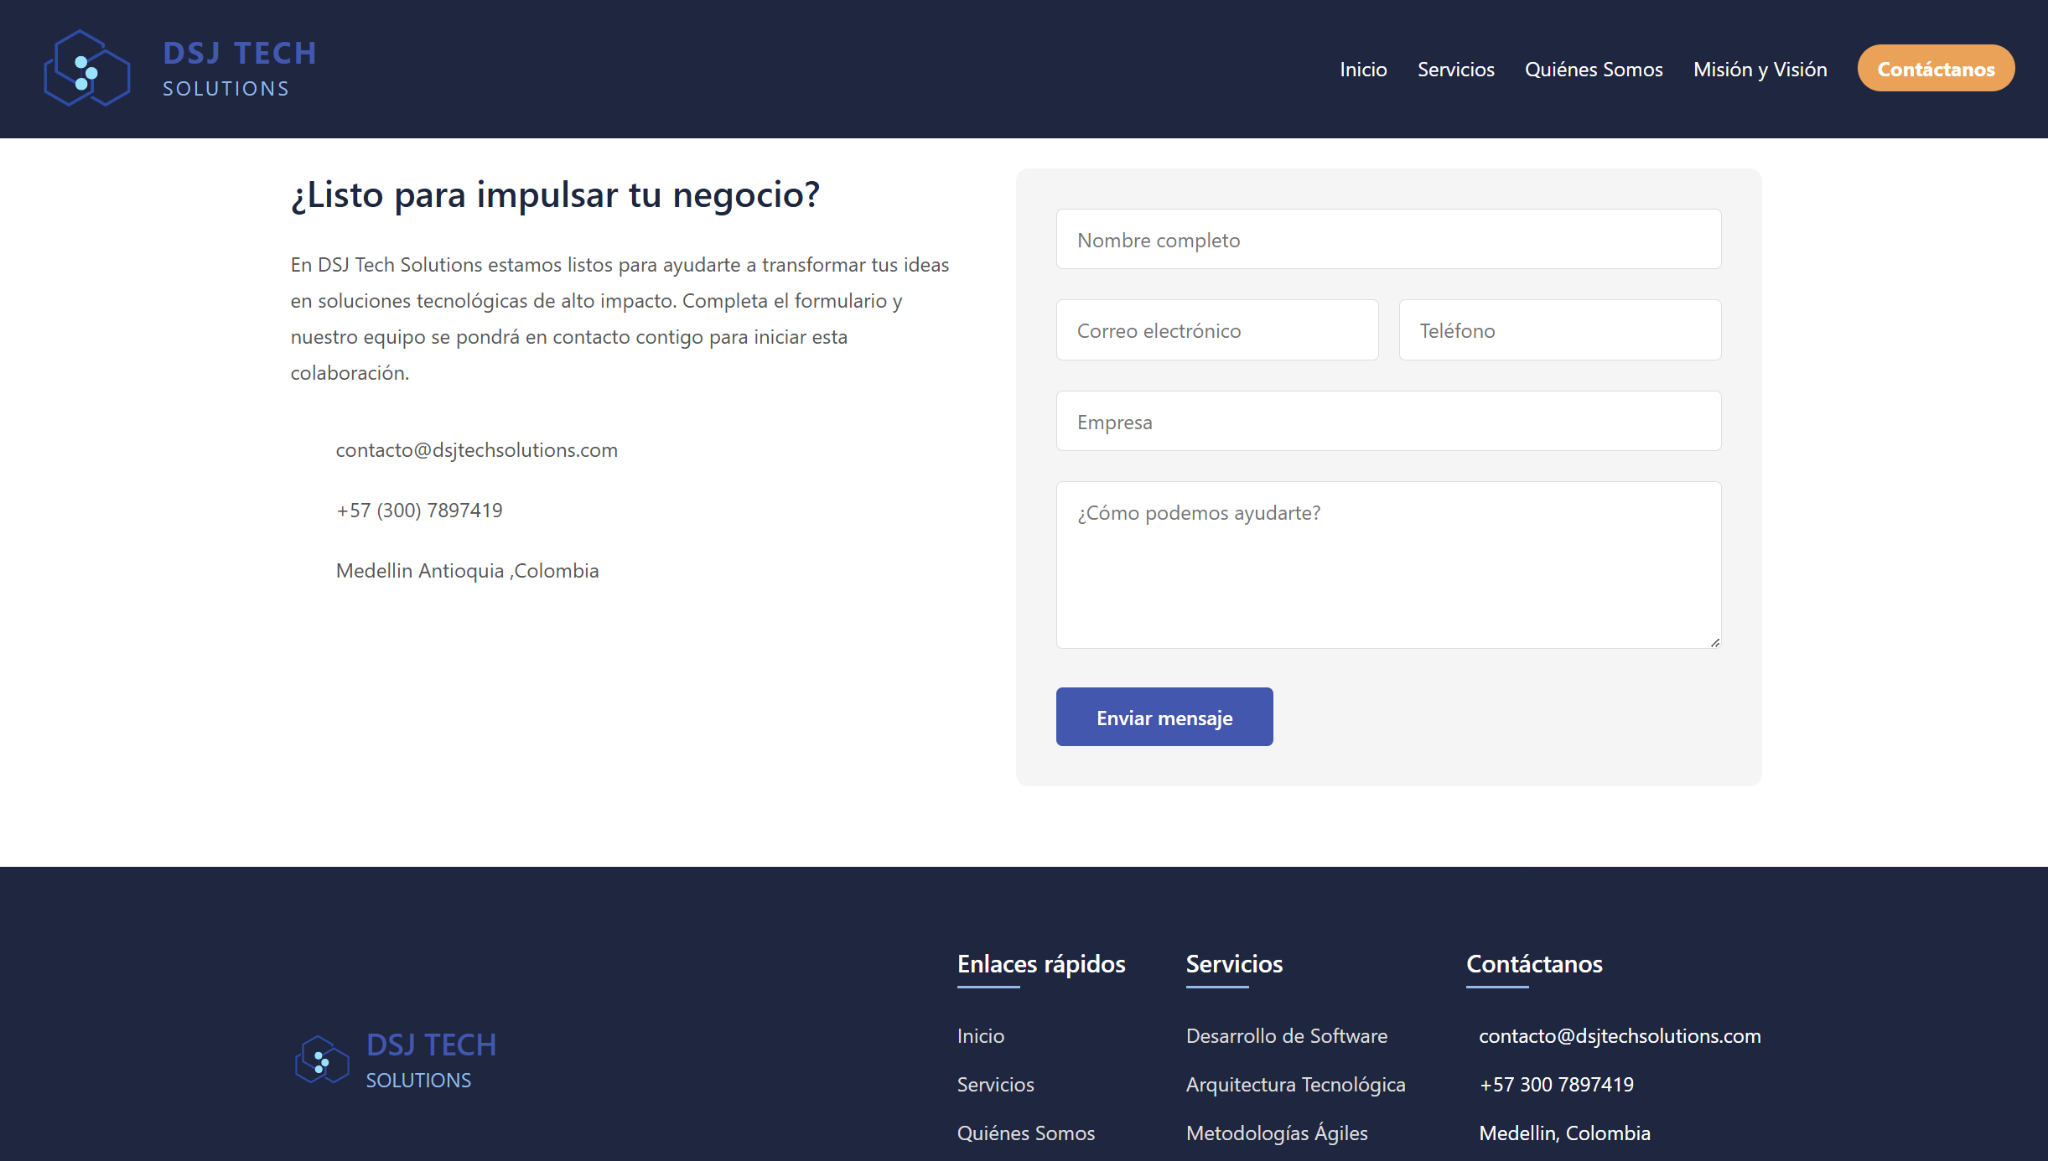 DSJ TECH
SOLUTIONS
Inicio
Servicios
Quiénes Somos
Misión y Visión
Contáctanos
¿Listo para impulsar tu negocio?
En DSJ Tech Solutions estamos listos para ayudarte a transformar tus ideas
en soluciones tecnológicas de alto impacto. Completa el formulario y
nuestro equipo se pondrá en contacto contigo para iniciar esta
colaboración.
contacto@dsjtechsolutions.com
+57 (300) 7897419
Medellin Antioquia ,Colombia
Nombre completo
Correo electrónico
Teléfono
Empresa
¿Cómo podemos ayudarte?
Enviar mensaje
DSJ TECH
SOLUTIONS
Enlaces rápidos
Inicio
Servicios
Quiénes Somos
Servicios
Desarrollo de Software
Arquitectura Tecnológica
Metodologías Ágiles
Contáctanos
contacto@dsjtechsolutions.com
+57 300 7897419
Medellin, Colombia